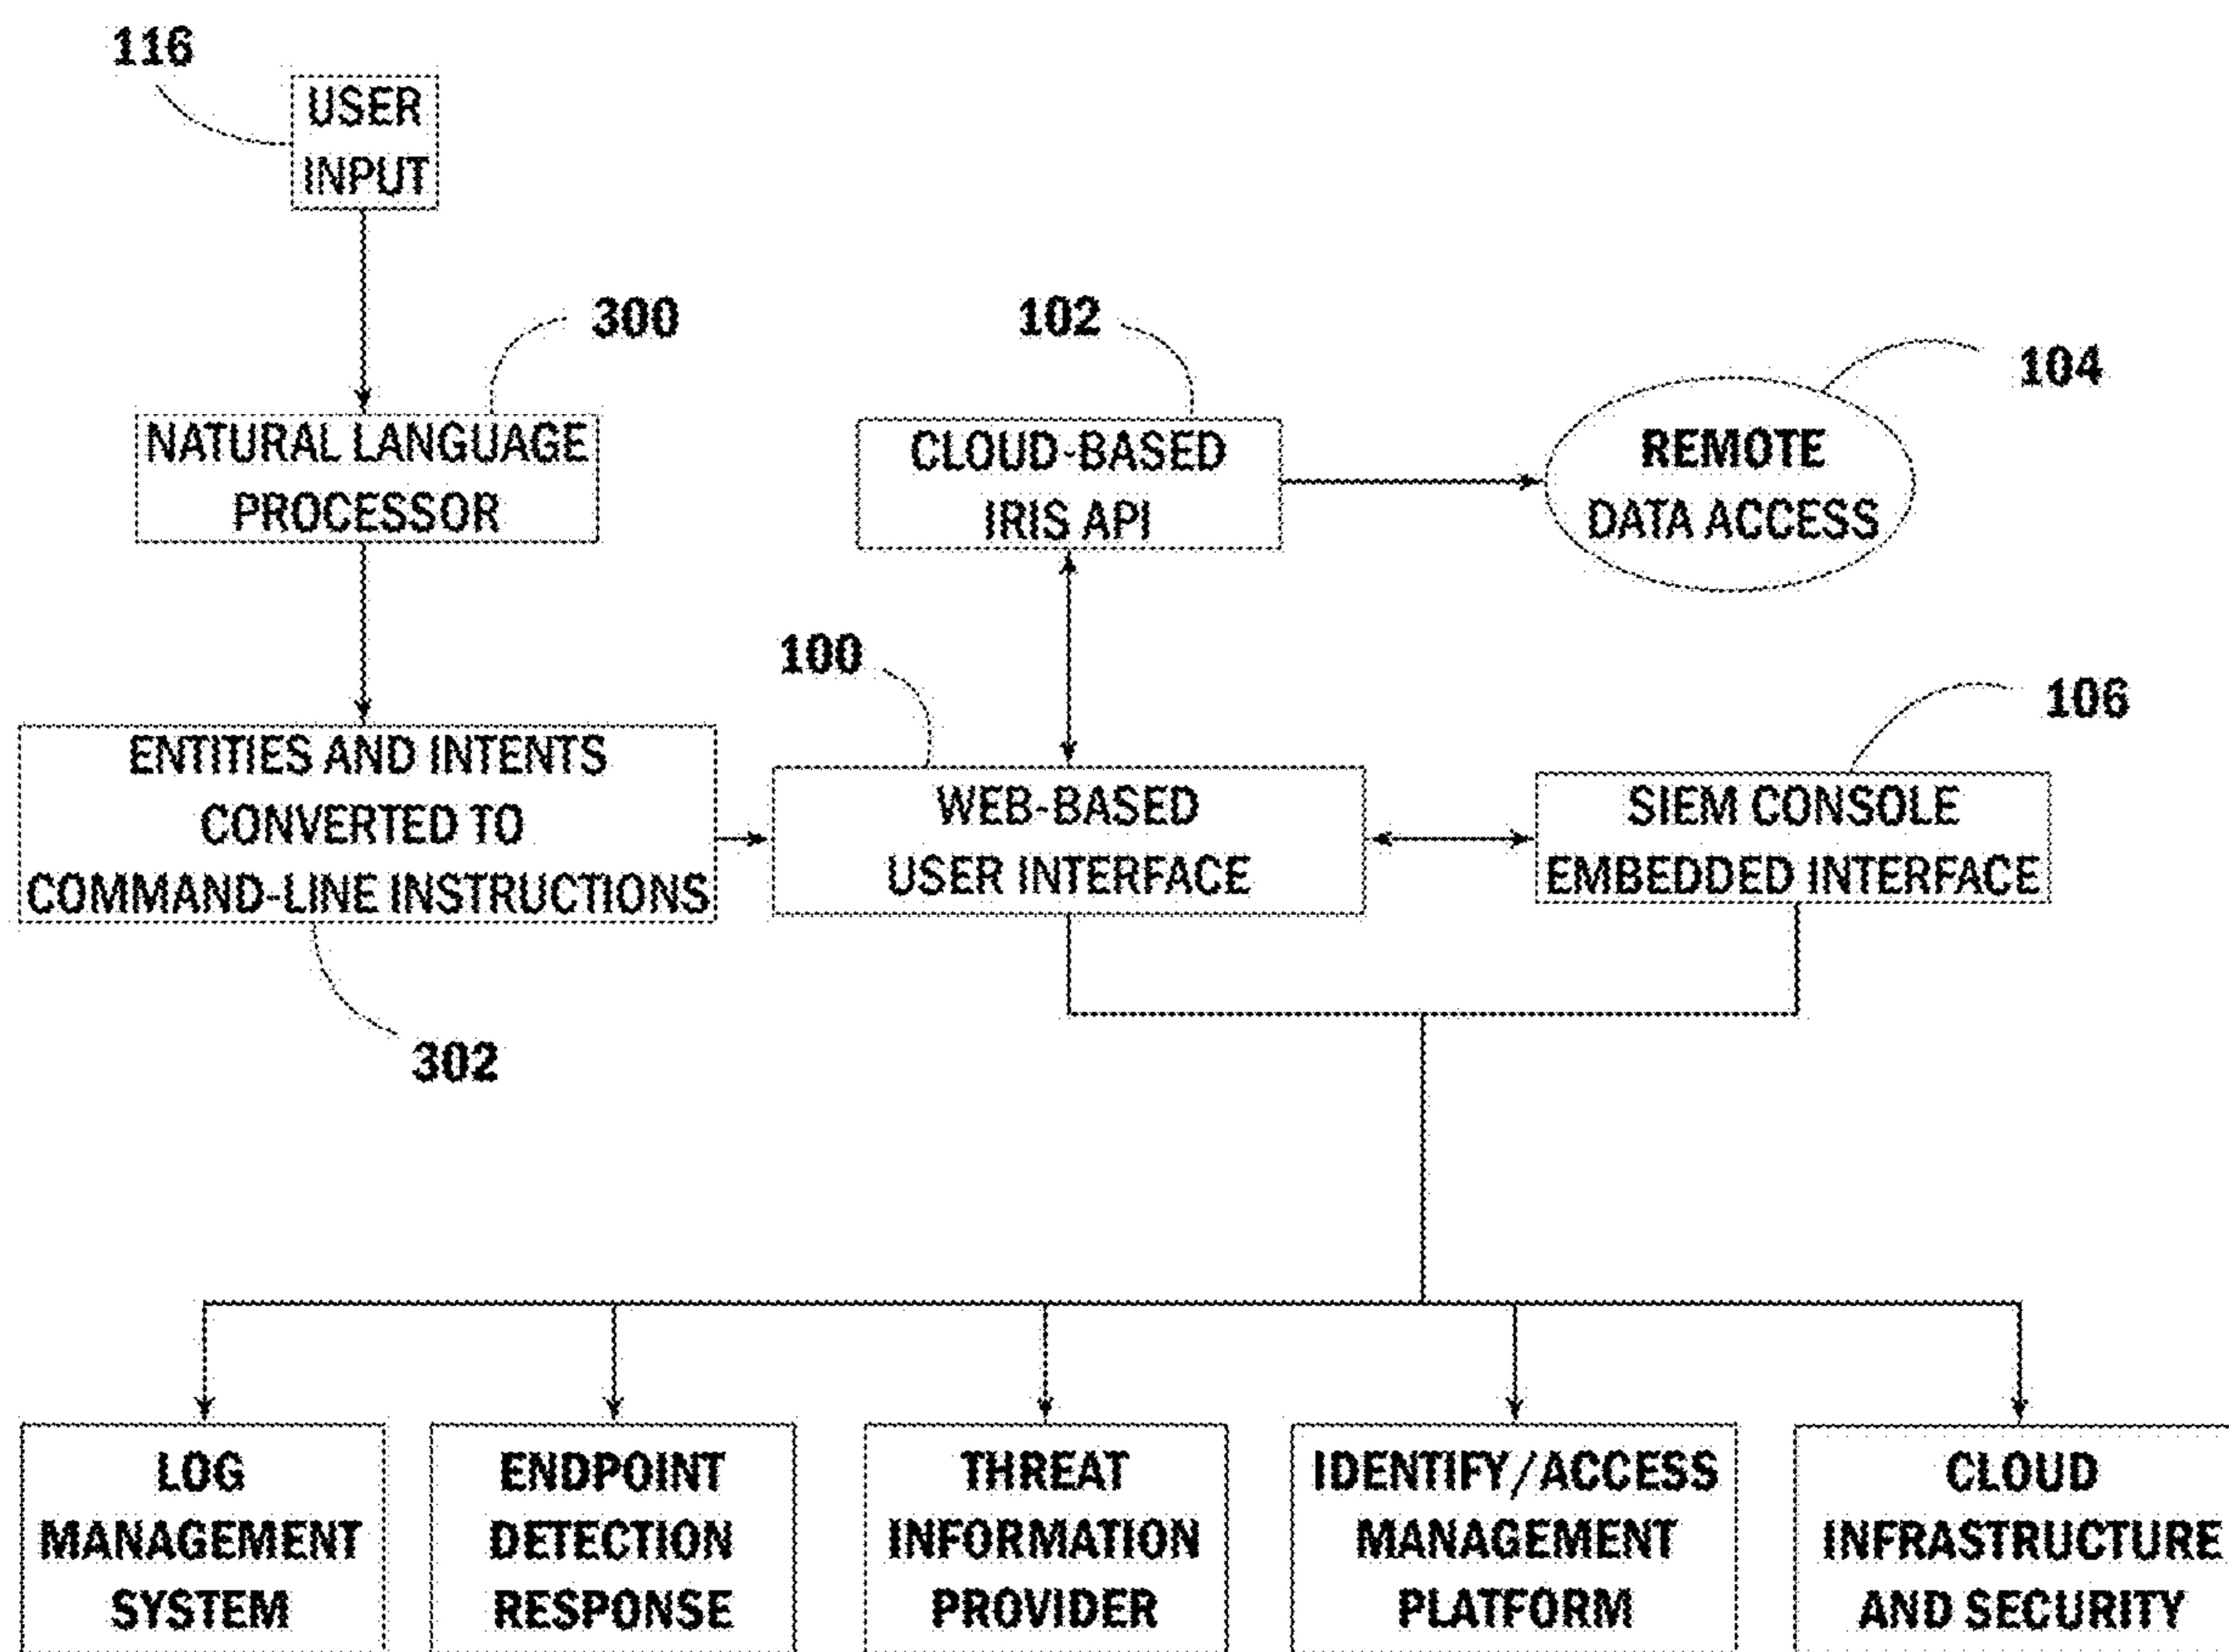 116
USER
INPUT
300
102
104
NATURAL LANGUAGE
PROCESSOR
CLOUD-BASED
IRIS API
REMOTE
DATA ACCESS
100
106
ENTITIES AND INTENTS
CONVERTED TO
COMMAND-LINE INSTRUCTIONS
WEB-BASED
USER INTERFACE
SIEM CONSOLE
EMBEDDED INTERFACE
302
LOG
MANAGEMENT
SYSTEM
ENDPOINT
DETECTION
RESPONSE
THREAT
INFORMATION
PROVIDER
IDENTIFY/ACCESS
MANAGEMENT
PLATFORM
CLOUD
INFRASTRUCTURE
AND SECURITY